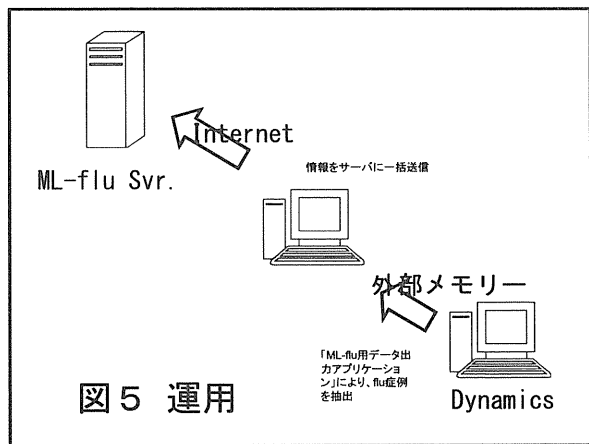 Internet
ML-flu Svr.
情報をサーバに一括送信
外部メモリー
「ML-flu用データ出
力アプリケーショ
ン」により、flu症例
を抽出
Dynamics
図５ 運用